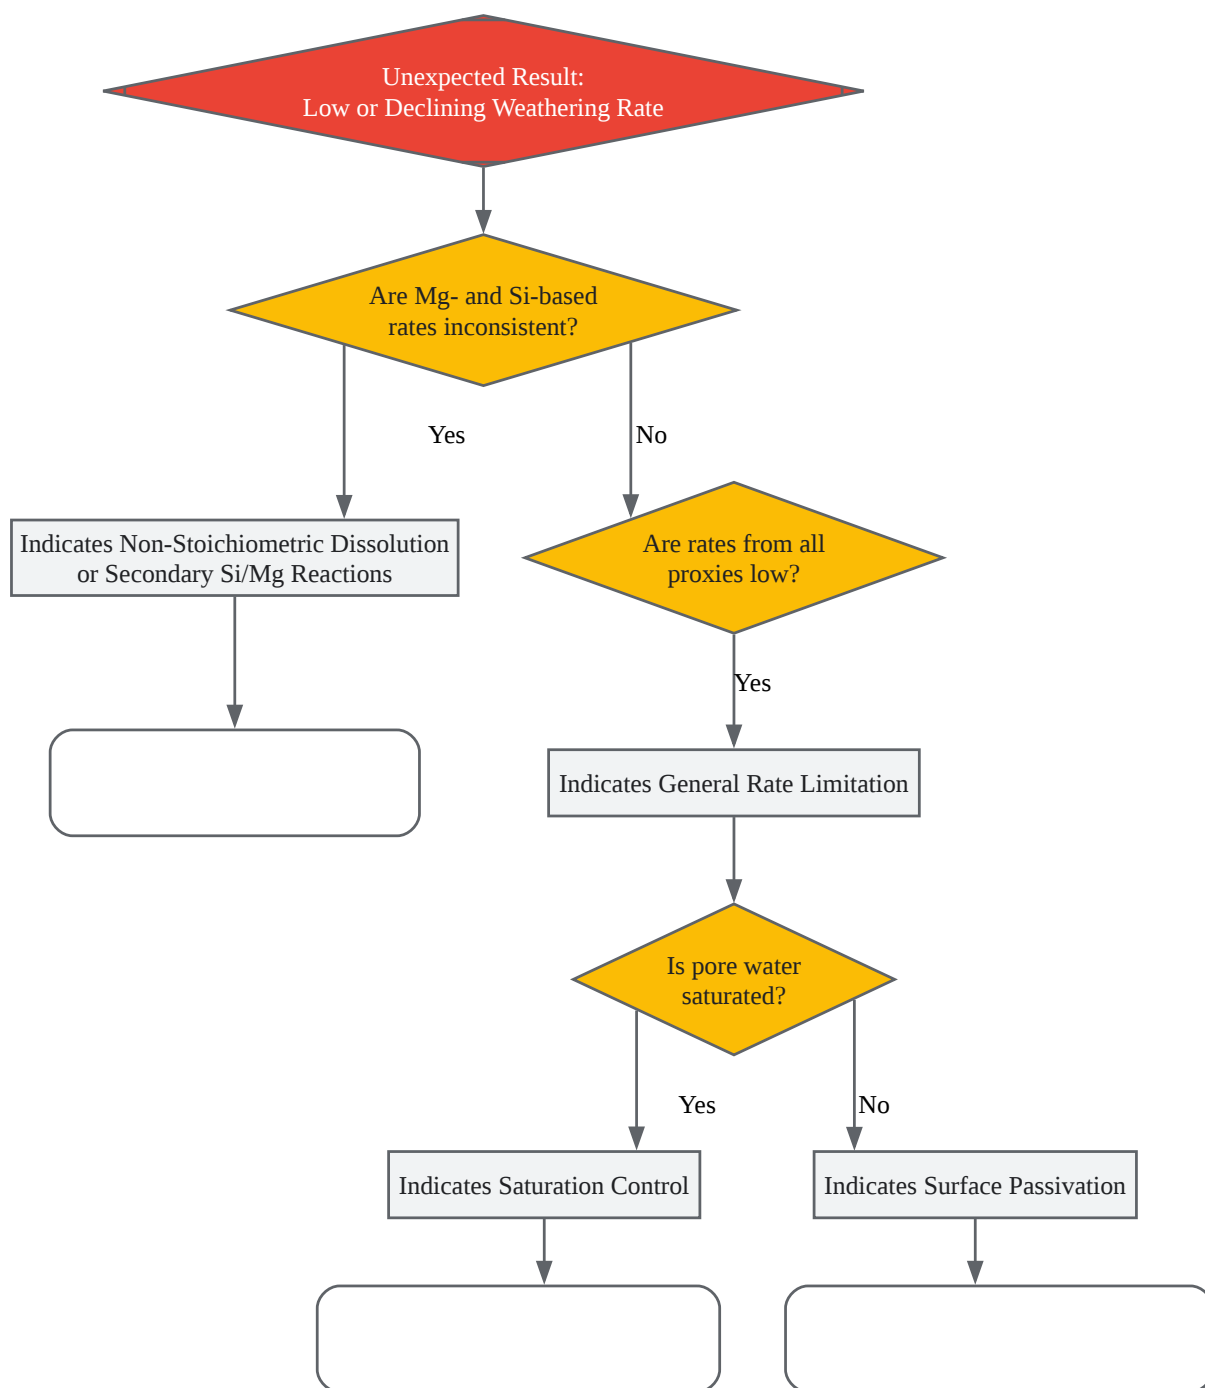 Unexpected Result:
Low or Declining Weathering Rate
Are Mg- and Si-based
rates inconsistent?
Yes
No
Indicates Non-Stoichiometric Dissolution
or Secondary Si/Mg Reactions
Are rates from all
proxies low?
Yes
Indicates General Rate Limitation
Is pore water
saturated?
Yes
No
Indicates Saturation Control
Indicates Surface Passivation